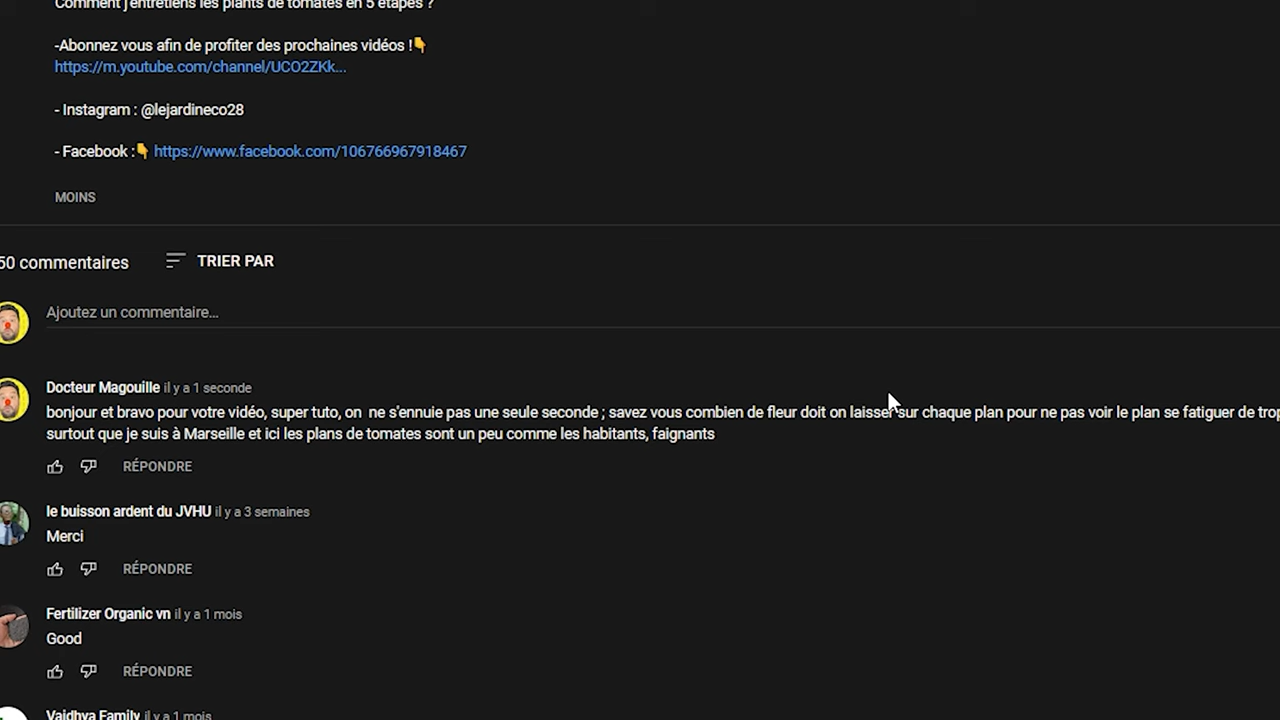 Comment j'entretiens les plants de tomates en 5 étapes ?
-Abonnez vous afin de profiter des prochaines vidéos !👇
https://m.youtube.com/channel/UCO2ZKk...
- Instagram : @lejardineco28
- Facebook :👇 https://www.facebook.com/106766967918467
MOINS
50 commentaires TRIER PAR
Ajoutez un commentaire...
Docteur Magouille il y a 1 seconde
bonjour et bravo pour votre vidéo, super tuto, on  ne s'ennuie pas une seule seconde ; savez vous combien de fleur doit on laisser sur chaque plan pour ne pas voir le plan se fatiguer de trop
surtout que je suis à Marseille et ici les plans de tomates sont un peu comme les habitants, faignants
RÉPONDRE
le buisson ardent du JVHU il y a 3 semaines
Merci
RÉPONDRE
Fertilizer Organic vn il y a 1 mois
Good
RÉPONDRE
Vaidhya Family il y a 1 mois